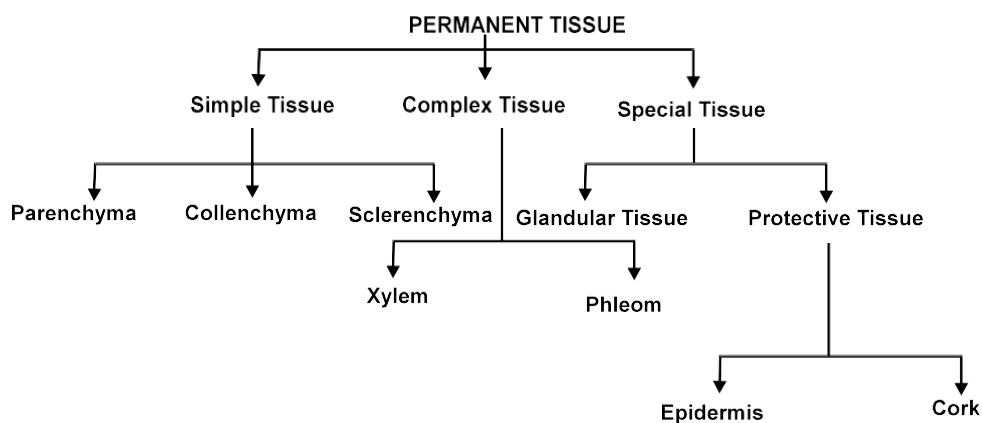 PERMANENT TISSUE
Simple Tissue
Complex Tissue
Special Tissue
Parenchyma
Collenchyma
Sclerenchyma
Glandular Tissue
Protective Tissue
Xylem
Phleom
Epidermis
Cork